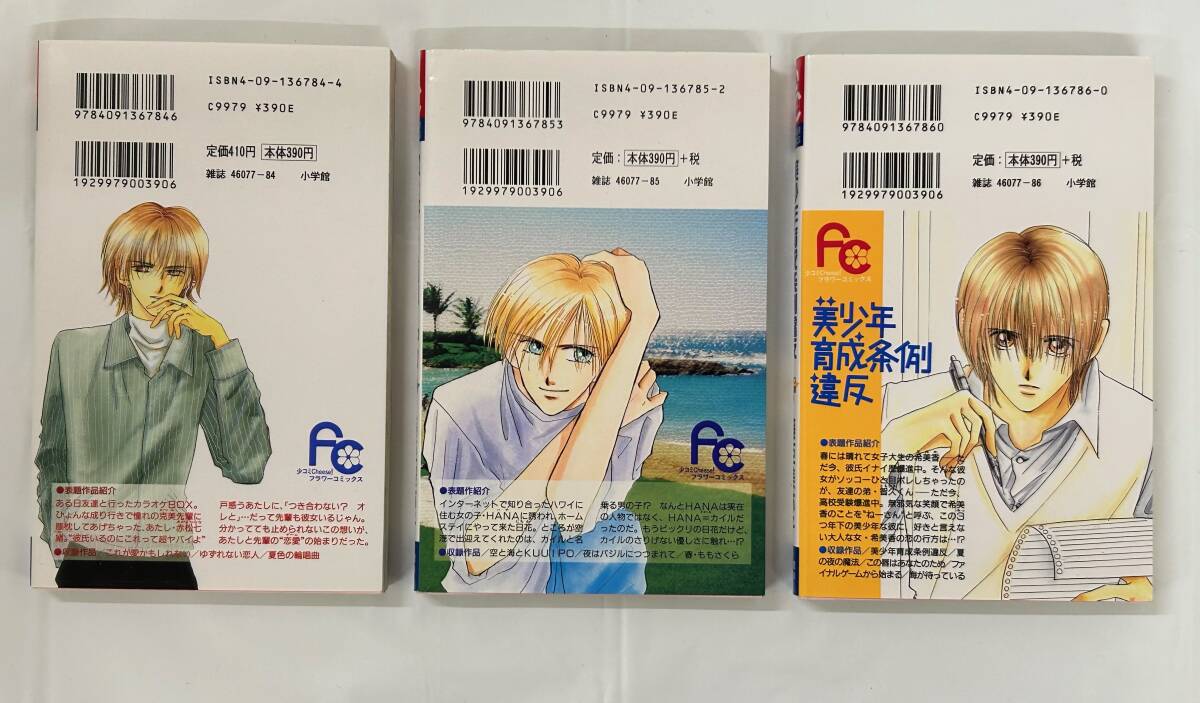 ISBN4-09-136784-4
C9979 ¥390E
9784091367846
定価410円 本体390円
1929979003906
雑誌 46077-84 小学館
FC
少コミCheese!
フラワーコミックス
●表題作品紹介
ある日友達と行ったカラオケBOX。
ひょんな成り行きで憧れの克美先輩に
膝枕してあげちゃった、あたし・赤松七
緒。“彼氏いるのにこれって超ヤバイよ”
戸惑うあたしに、「つき合わない? オ
レと」…だって先輩も彼女いるじゃん。
分かってても止められないこの想いが、
あたしと先輩の“恋愛”の始まりだった。
●収録作品/これが愛かもしれない/ゆずれない恋人/夏色の輪唱曲
ISBN4-09-136785-2
C9979 ¥390E
9784091367853
定価：本体390円+税
1929979003906
雑誌 46077-85 小学館
FC
少コミCheese!
フラワーコミックス
●表題作品紹介
インターネットで知り合ったハワイに
住む女の子・HANAに誘われ、ホーム
ステイにやって来た日花。ところが空
港で出迎えてくれたのは、カイルと名
乗る男の子!? なんとHANAは実在
の人物ではなく、HANA=カイルだ
ったのだ。もうビックリの日花だけど、
カイルのさりげない優しさに触れ…!?
●収録作品/空と海とKUUIPO/夜はバジルにつつまれて/春・ももさくら
ISBN4-09-136786-0
C9979 ¥390E
9784091367860
定価：本体390円+税
1929979003906
雑誌 46077-86 小学館
FC
少コミCheese!
フラワーコミックス
美少年
育成条例
違反
●表題作品紹介
春には晴れて女子大生の希美香
だ今、彼氏イナイ歴爆進中。そんな彼
女がゾッコーひと目ボレしちゃったの
が、友達の弟・智久くん——ただ今、
高校受験爆進中。無邪気な笑顔で希美
香のことを“ねーさん”と呼ぶ、この3
つ年下の美少年な彼に、好きと言えな
い大人な女・希美香の恋の行方は…!?
●収録作品/美少年育成条例違反/夏
の夜の魔法/この唇はあなたのため/ファ
イナルゲームから始まる/胸が待っている